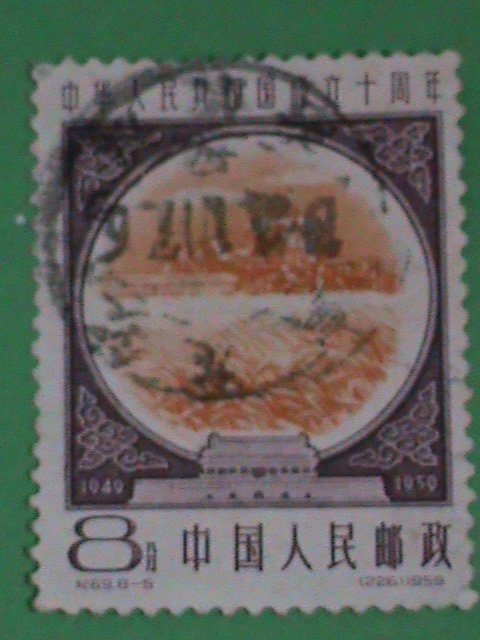 中华人民共和国成立十周年
1949 1959
8分 中国人民邮政
纪69.8-5 (226)1959